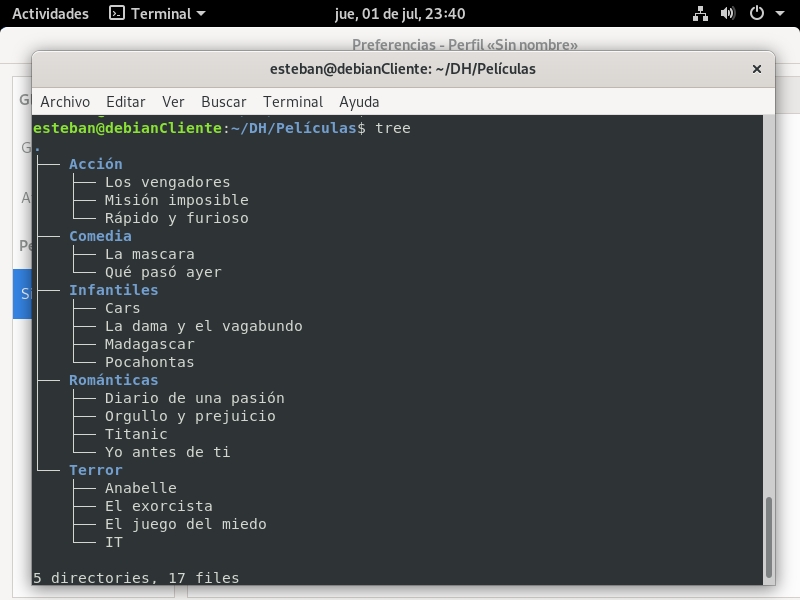 Actividades Terminal jue, 01 de jul, 23:40
Preferencias - Perfil «Sin nombre»
esteban@debianCliente: ~/DH/Películas
Archivo Editar Ver Buscar Terminal Ayuda
esteban@debianCliente:~/DH/Películas$ tree
.
├── Acción
│   ├── Los vengadores
│   ├── Misión imposible
│   └── Rápido y furioso
├── Comedia
│   ├── La mascara
│   └── Qué pasó ayer
├── Infantiles
│   ├── Cars
│   ├── La dama y el vagabundo
│   ├── Madagascar
│   └── Pocahontas
├── Románticas
│   ├── Diario de una pasión
│   ├── Orgullo y prejuicio
│   ├── Titanic
│   └── Yo antes de ti
└── Terror
    ├── Anabelle
    ├── El exorcista
    ├── El juego del miedo
    └── IT
5 directories, 17 files